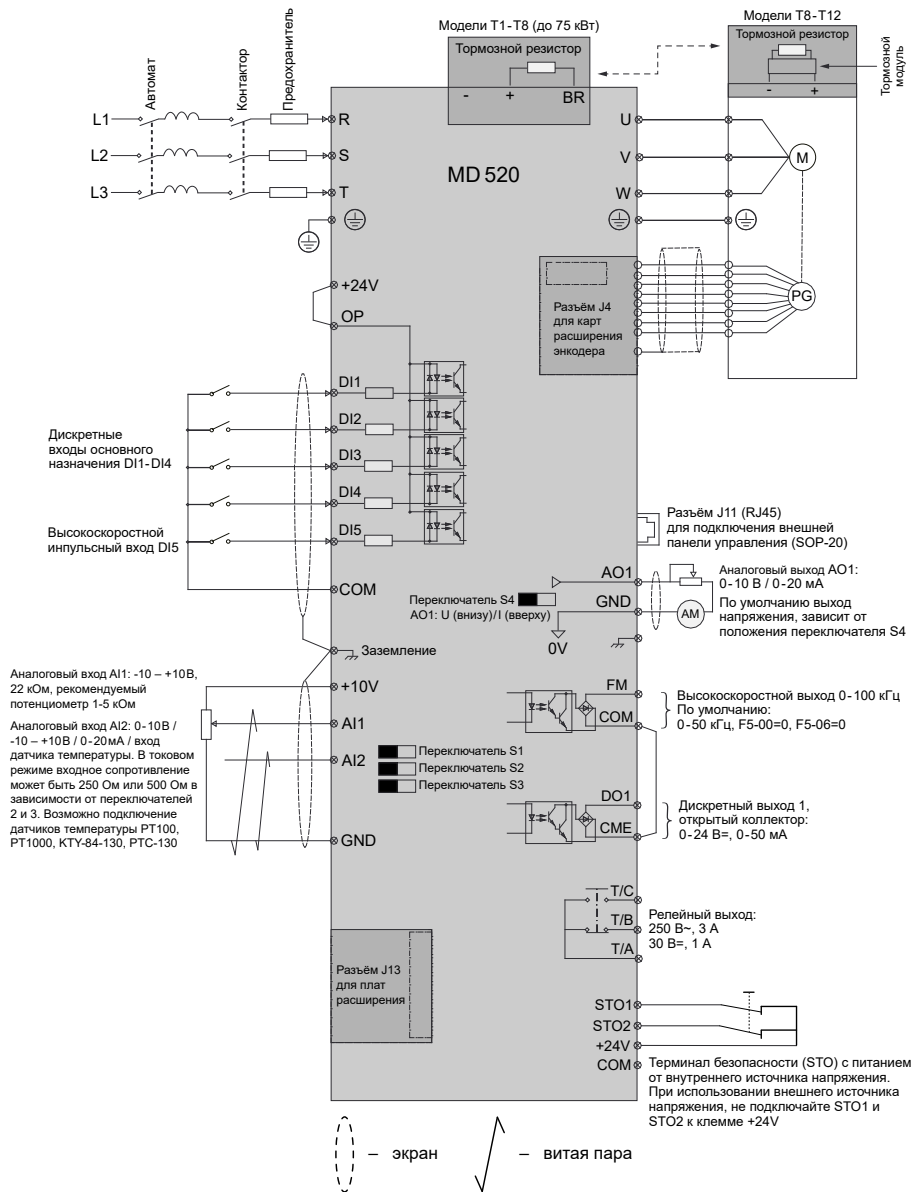 Модели T1-T8 (до 75 кВт)
Тормозной резистор
- + BR
Модели T8-T12
Тормозной резистор
- +
Тормозной
модуль
Автомат
Контактор
Предохранитель
L1
L2
L3
R
S
T
MD 520
U
V
W
M
PG
Разъём J4
для карт
расширения
энкодера
+24V
OP
DI1
DI2
DI3
DI4
DI5
COM
Дискретные
входы основного
назначения DI1-DI4
Высокоскоростной
инпульсный вход DI5
Разъём J11 (RJ45)
для подключения внешней
панели управления (SOP-20)
AO1
GND
Переключатель S4
AO1: U (внизу)/I (вверху)
0V
AM
Аналоговый выход AO1:
0-10 В / 0-20 мА
По умолчанию выход
напряжения, зависит от
положения переключателя S4
Заземление
+10V
AI1
AI2
GND
Аналоговый вход AI1: -10 – +10В,
22 кОм, рекомендуемый
потенциометр 1-5 кОм
Аналоговый вход AI2: 0-10В /
-10 – +10В / 0-20мА / вход
датчика температуры. В токовом
режиме входное сопротивление
может быть 250 Ом или 500 Ом в
зависимости от переключателей
2 и 3. Возможно подключение
датчиков температуры PT100,
PT1000, KTY-84-130, PTC-130
Переключатель S1
Переключатель S2
Переключатель S3
FM
COM
Высокоскоростной выход 0-100 кГц
По умолчанию:
0-50 кГц, F5-00=0, F5-06=0
DO1
CME
Дискретный выход 1,
открытый коллектор:
0-24 В=, 0-50 мА
T/C
T/B
T/A
Релейный выход:
250 В~, 3 А
30 В=, 1 А
Разъём J13
для плат
расширения
STO1
STO2
+24V
COM
Терминал безопасности (STO) с питанием
от внутреннего источника напряжения.
При использовании внешнего источника
напряжения, не подключайте STO1 и
STO2 к клемме +24V
– экран
– витая пара